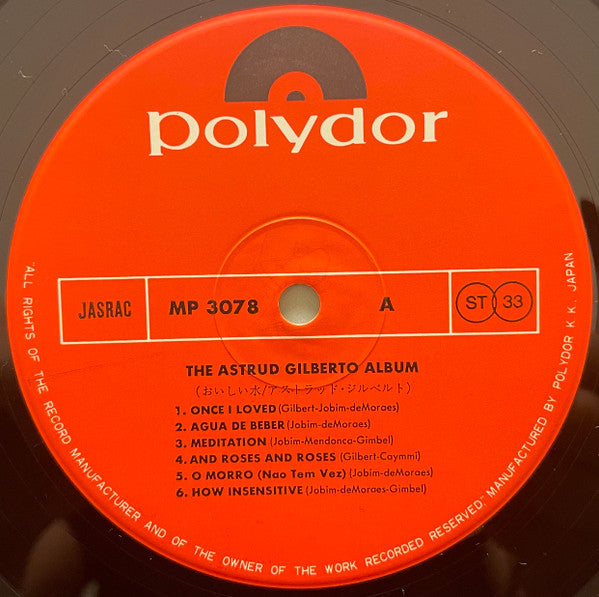 polydor
JASRAC MP 3078 A ST 33
THE ASTRUD GILBERTO ALBUM
(おいしい水/アストラッド・ジルベルト)
1. ONCE I LOVED (Gilbert-Jobim-deMoraes)
2. AGUA DE BEBER (Jobim-deMoraes)
3. MEDITATION (Jobim-Mendonca-Gimbel)
4. AND ROSES AND ROSES (Gilbert-Caymmi)
5. O MORRO (Nao Tem Vez) (Jobim-deMoraes)
6. HOW INSENSITIVE (Jobim-deMoraes-Gimbel)
"ALL RIGHTS OF THE RECORD MANUFACTURER AND OF THE OWNER OF THE WORK RECORDED RESERVED" MANUFACTURED BY POLYDOR K.K., JAPAN